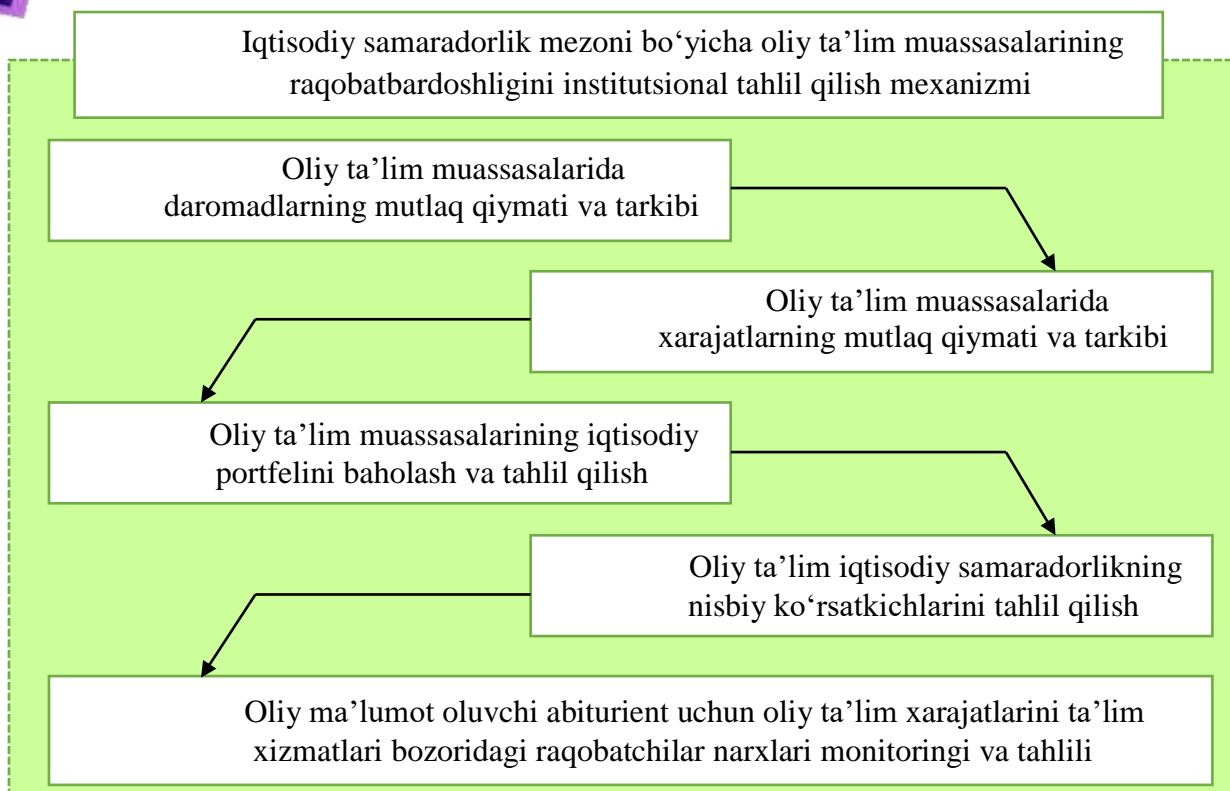 Iqtisodiy samaradorlik mezoni bo‘yicha oliy ta’lim muassasalarining
raqobatbardoshligini institutsional tahlil qilish mexanizmi
Oliy ta’lim muassasalarida
daromadlarning mutlaq qiymati va tarkibi
Oliy ta’lim muassasalarida
xarajatlarning mutlaq qiymati va tarkibi
Oliy ta’lim muassasalarining iqtisodiy
portfelini baholash va tahlil qilish
Oliy ta’lim iqtisodiy samaradorlikning
nisbiy ko‘rsatkichlarini tahlil qilish
Oliy ma’lumot oluvchi abiturient uchun oliy ta’lim xarajatlarini ta’lim
xizmatlari bozoridagi raqobatchilar narxlari monitoringi va tahlili